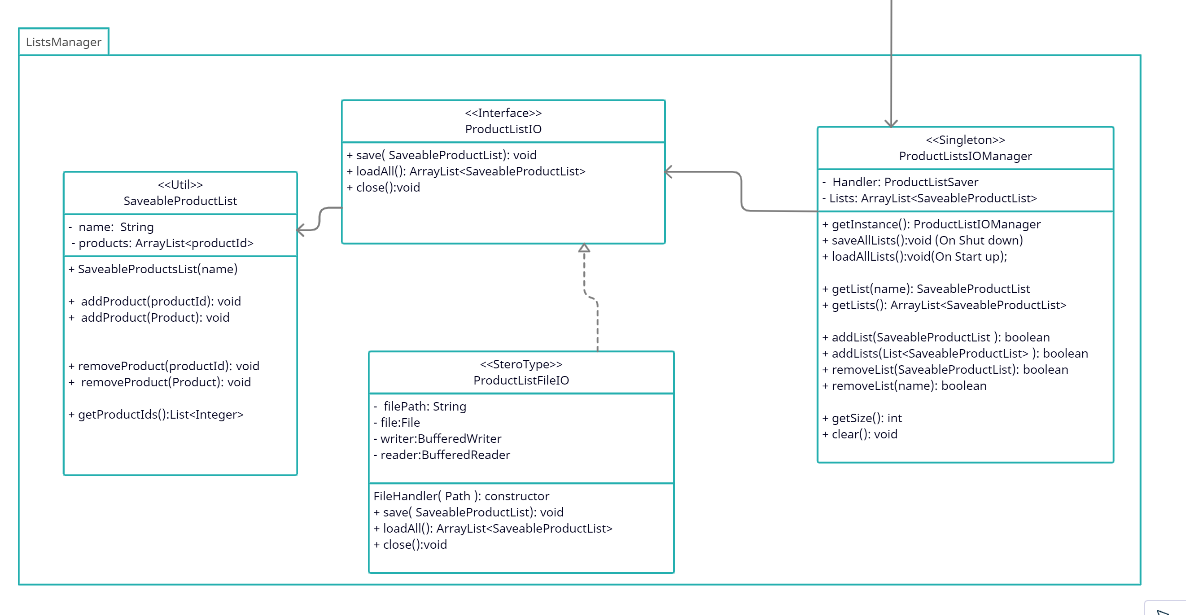 ListsManager
<<Interface>>
ProductListIO
+ save( SaveableProductList): void
+ loadAll(): ArrayList<SaveableProductList>
+ close():void
<<Singleton>>
ProductListsIOManager
- Handler: ProductListSaver
- Lists: ArrayList<SaveableProductList>
+ getInstance(): ProductListIOManager
+ saveAllLists():void (On Shut down)
+ loadAllLists():void(On Start up);
+ getList(name): SaveableProductList
+ getLists(): ArrayList<SaveableProductList>
+ addList(SaveableProductList ): boolean
+ addLists(List<SaveableProductList> ): boolean
+ removeList(SaveableProductList): boolean
+ removeList(name): boolean
+ getSize(): int
+ clear(): void
<<Util>>
SaveableProductList
- name: String
- products: ArrayList<productId>
+ SaveableProductsList(name)
+ addProduct(productId): void
+ addProduct(Product): void
+ removeProduct(productId): void
+ removeProduct(Product): void
+ getProductIds():List<Integer>
<<SteroType>>
ProductListFileIO
- filePath: String
- file:File
- writer:BufferedWriter
- reader:BufferedReader
FileHandler( Path ): constructor
+ save( SaveableProductList): void
+ loadAll(): ArrayList<SaveableProductList>
+ close():void